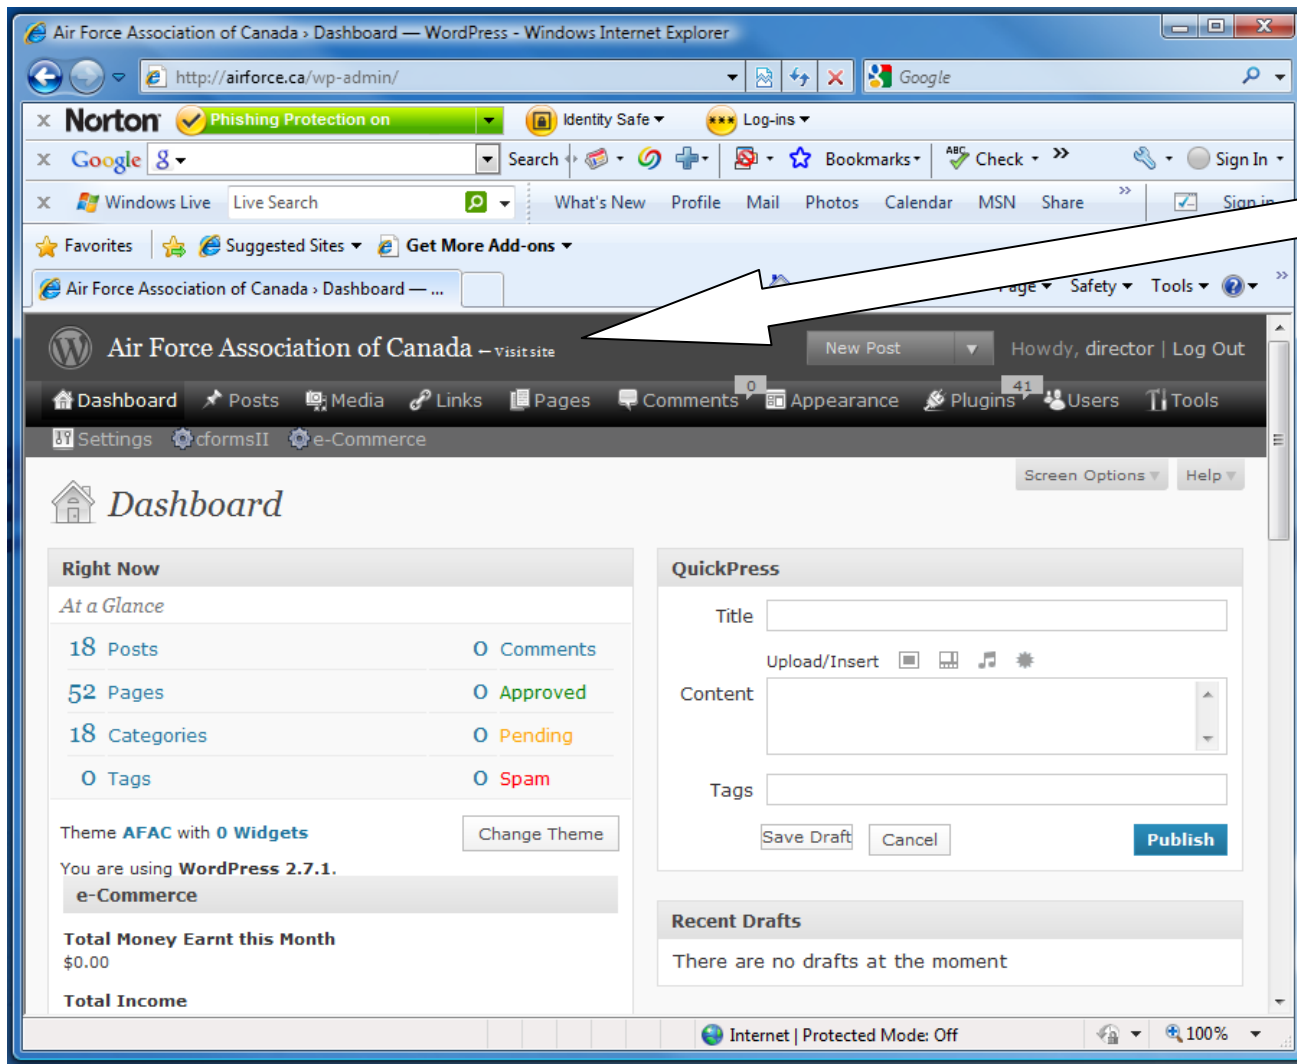 Air Force Association of Canada › Dashboard — WordPress - Windows Internet Explorer
http://airforce.ca/wp-admin/ Google
x Norton Phishing Protection on Identity Safe Log-ins
x Google 8 Search Bookmarks ABC Check » Sign In
x Windows Live Live Search What's New Profile Mail Photos Calendar MSN Share » Sign in
Favorites Suggested Sites Get More Add-ons
Air Force Association of Canada › Dashboard — ... Page Safety Tools »
Air Force Association of Canada ← Visit site New Post Howdy, director | Log Out
Dashboard Posts Media Links Pages Comments 0 Appearance Plugins 41 Users Tools
Settings cformsII e-Commerce
Screen Options Help
Dashboard
Right Now
At a Glance
18 Posts 0 Comments
52 Pages 0 Approved
18 Categories 0 Pending
0 Tags 0 Spam
Theme AFAC with 0 Widgets Change Theme
You are using WordPress 2.7.1.
e-Commerce
Total Money Earnt this Month
$0.00
Total Income
QuickPress
Title
Upload/Insert
Content
Tags
Save Draft Cancel Publish
Recent Drafts
There are no drafts at the moment
Internet | Protected Mode: Off 100%